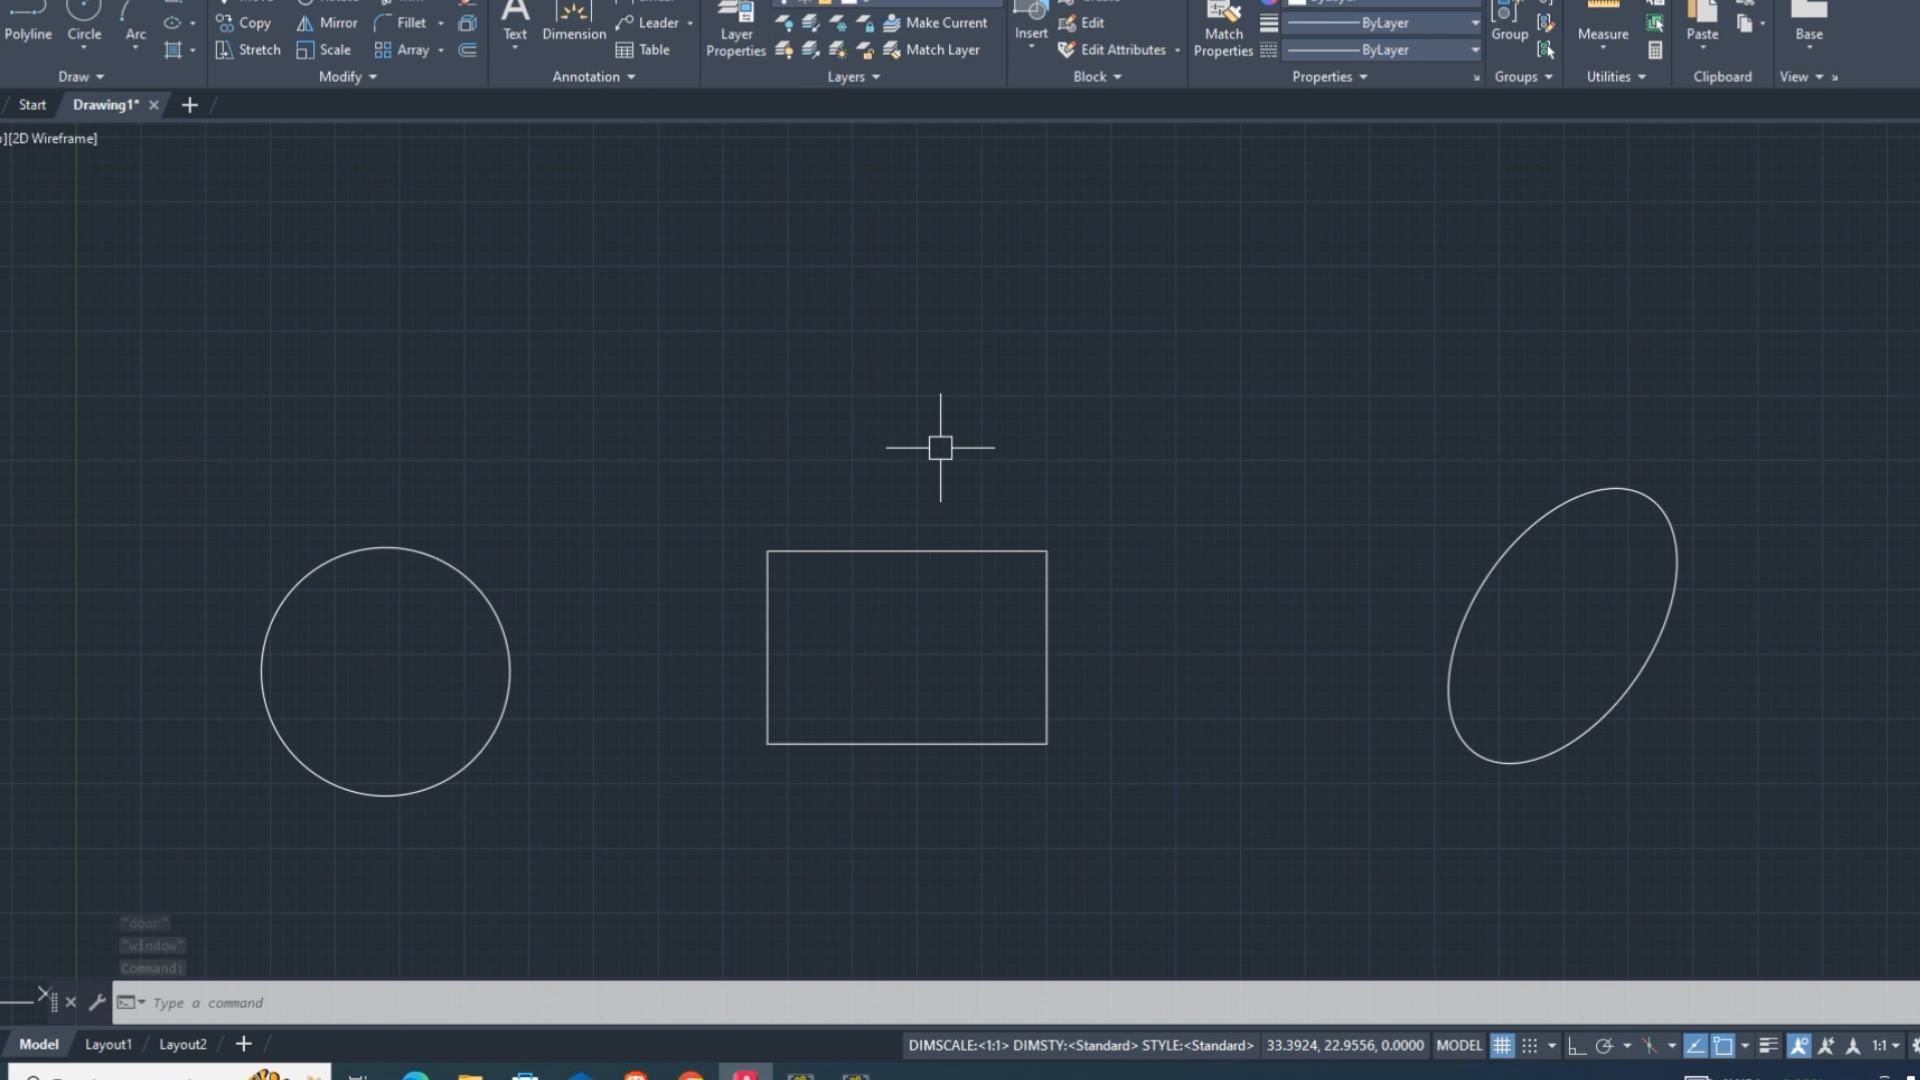 Copy Mirror Fillet Leader Make Current Edit ByLayer
Polyline Circle Arc Text Dimension Layer Properties Insert Match Properties Group Measure Paste Base
Stretch Scale Array Table Match Layer Edit Attributes ByLayer
Draw Modify Annotation Layers Block Properties Groups Utilities Clipboard View
Start Drawing1* +
][2D Wireframe]
"door"
"window"
Command:
Type a command
Model Layout1 Layout2 + DIMSCALE:<1:1> DIMSTY:<Standard> STYLE:<Standard> 33.3924, 22.9556, 0.0000 MODEL 1:1